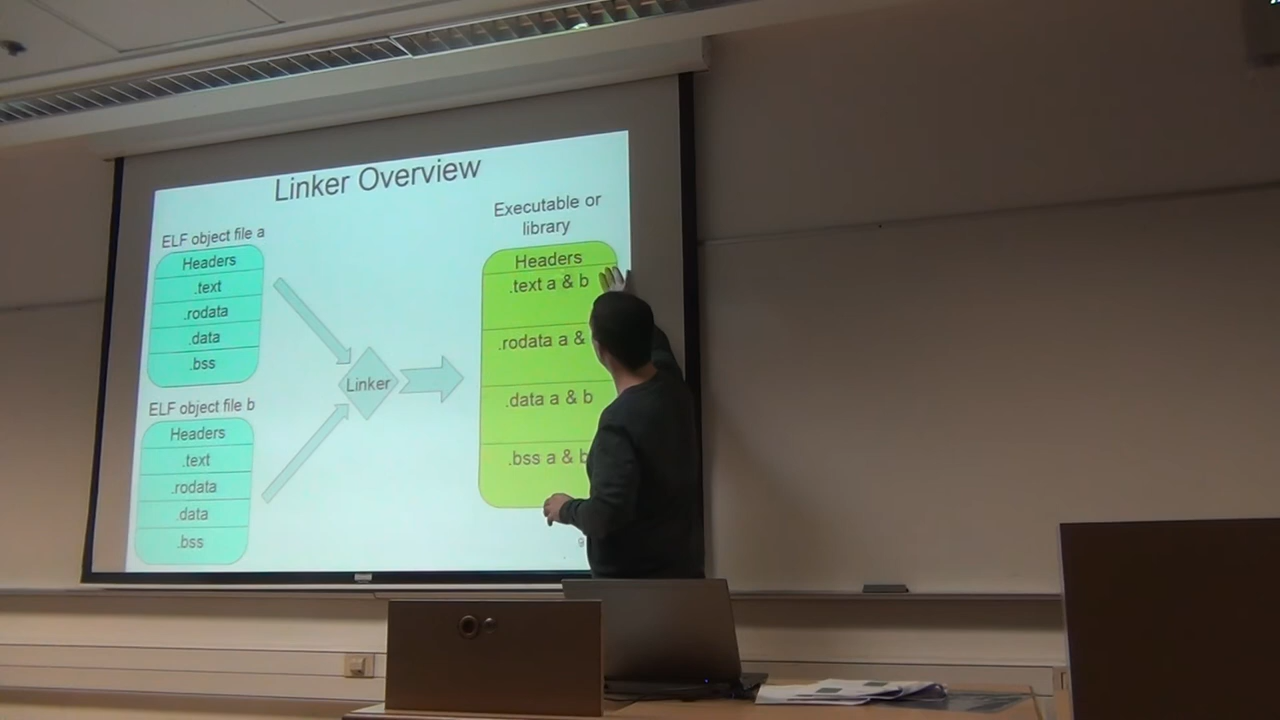 Linker Overview
ELF object file a
Headers
.text
.rodata
.data
.bss
ELF object file b
Headers
.text
.rodata
.data
.bss
Linker
Executable or
library
Headers
.text a & b
.rodata a &
.data a & b
.bss a & b
9